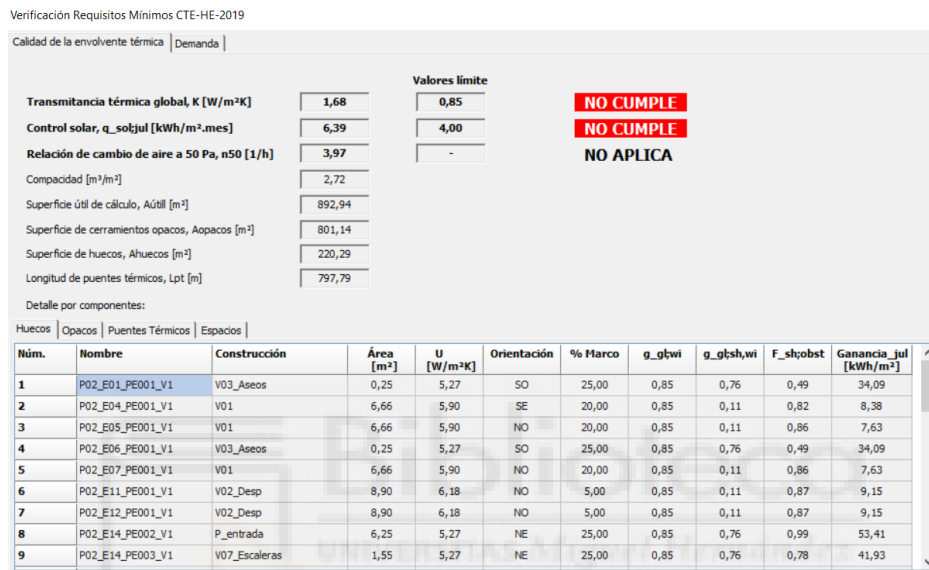 Verificación Requisitos Mínimos CTE-HE-2019
Calidad de la envolvente térmica Demanda
Valores límite
Transmitancia térmica global, K [W/m²K] 1,68 0,85 NO CUMPLE
Control solar, q_sol;jul [kWh/m².mes] 6,39 4,00 NO CUMPLE
Relación de cambio de aire a 50 Pa, n50 [1/h] 3,97 - NO APLICA
Compacidad [m³/m²] 2,72
Superficie útil de cálculo, Aútill [m²] 892,94
Superficie de cerramientos opacos, Aopacos [m²] 801,14
Superficie de huecos, Ahuecos [m²] 220,29
Longitud de puentes térmicos, Lpt [m] 797,79
Detalle por componentes:
Huecos Opacos Puentes Térmicos Espacios
Núm. Nombre Construcción Área [m²] U [W/m²K] Orientación % Marco g_gl;wi g_gl;sh,wi F_sh;obst Ganancia_jul [kWh/m²]
1 P02_E01_PE001_V1 V03_Aseos 0,25 5,27 SO 25,00 0,85 0,76 0,49 34,09
2 P02_E04_PE001_V1 V01 6,66 5,90 SE 20,00 0,85 0,11 0,82 8,38
3 P02_E05_PE001_V1 V01 6,66 5,90 NO 20,00 0,85 0,11 0,86 7,63
4 P02_E06_PE001_V1 V03_Aseos 0,25 5,27 SO 25,00 0,85 0,76 0,49 34,09
5 P02_E07_PE001_V1 V01 6,66 5,90 NO 20,00 0,85 0,11 0,86 7,63
6 P02_E11_PE001_V1 V02_Desp 8,90 6,18 NO 5,00 0,85 0,11 0,87 9,15
7 P02_E12_PE001_V1 V02_Desp 8,90 6,18 NO 5,00 0,85 0,11 0,87 9,15
8 P02_E14_PE002_V1 P_entrada 6,25 5,27 NE 25,00 0,85 0,76 0,99 53,41
9 P02_E14_PE003_V1 V07_Escaleras 1,55 5,27 NE 25,00 0,85 0,76 0,78 41,93
Biblioteca
UNIVERSITAS Miguel Hernández